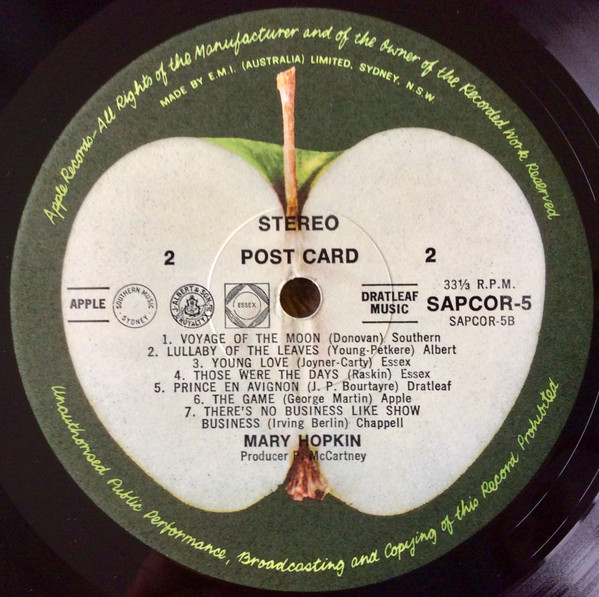 Apple Records-All Rights of the Manufacturer and of the Owner of the Recorded Work Reserved
MADE BY E.M.I. (AUSTRALIA) LIMITED, SYDNEY, N.S.W.
STEREO
2 POST CARD 2
APPLE
SOUTHERN MUSIC
SYDNEY
J. ALBERT & SON
ESSEX
DRATLEAF
MUSIC
33⅓ R.P.M.
SAPCOR-5
SAPCOR-5B
1. VOYAGE OF THE MOON (Donovan) Southern
2. LULLABY OF THE LEAVES (Young-Petkere) Albert
3. YOUNG LOVE (Joyner-Carty) Essex
4. THOSE WERE THE DAYS (Raskin) Essex
5. PRINCE EN AVIGNON (J. P. Bourtayre) Dratleaf
6. THE GAME (George Martin) Apple
7. THERE'S NO BUSINESS LIKE SHOW
BUSINESS (Irving Berlin) Chappell
MARY HOPKIN
Producer P. McCartney
Unauthorised Public Performance, Broadcasting and Copying of this Record Prohibited